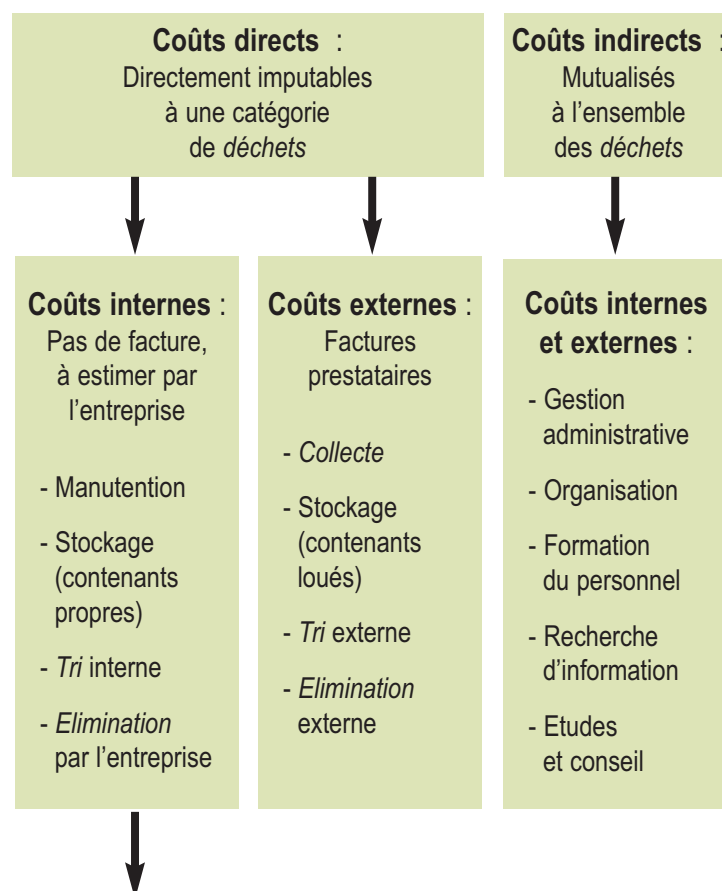 Coûts directs :
Directement imputables
à une catégorie
de déchets
Coûts indirects :
Mutualisés
à l'ensemble
des déchets
Coûts internes :
Pas de facture,
à estimer par
l'entreprise
- Manutention
- Stockage
(contenants
propres)
- Tri interne
- Elimination
par l'entreprise
Coûts externes :
Factures
prestataires
- Collecte
- Stockage
(contenants
loués)
- Tri externe
- Elimination
externe
Coûts internes
et externes :
- Gestion
administrative
- Organisation
- Formation
du personnel
- Recherche
d'information
- Etudes
et conseil